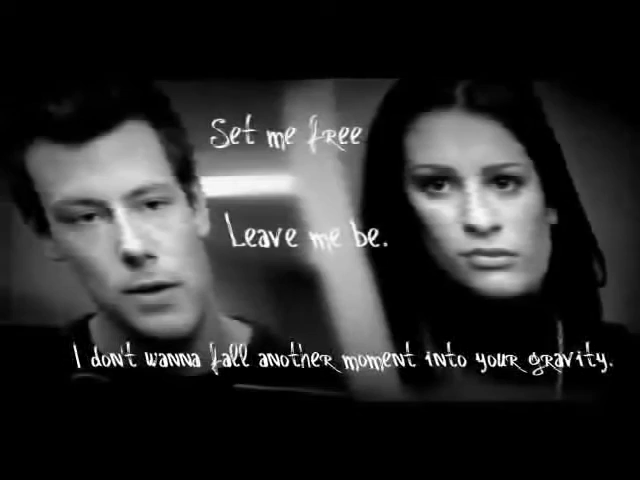 Set me free
Leave me be.
I don't wanna fall another moment into your gravity.